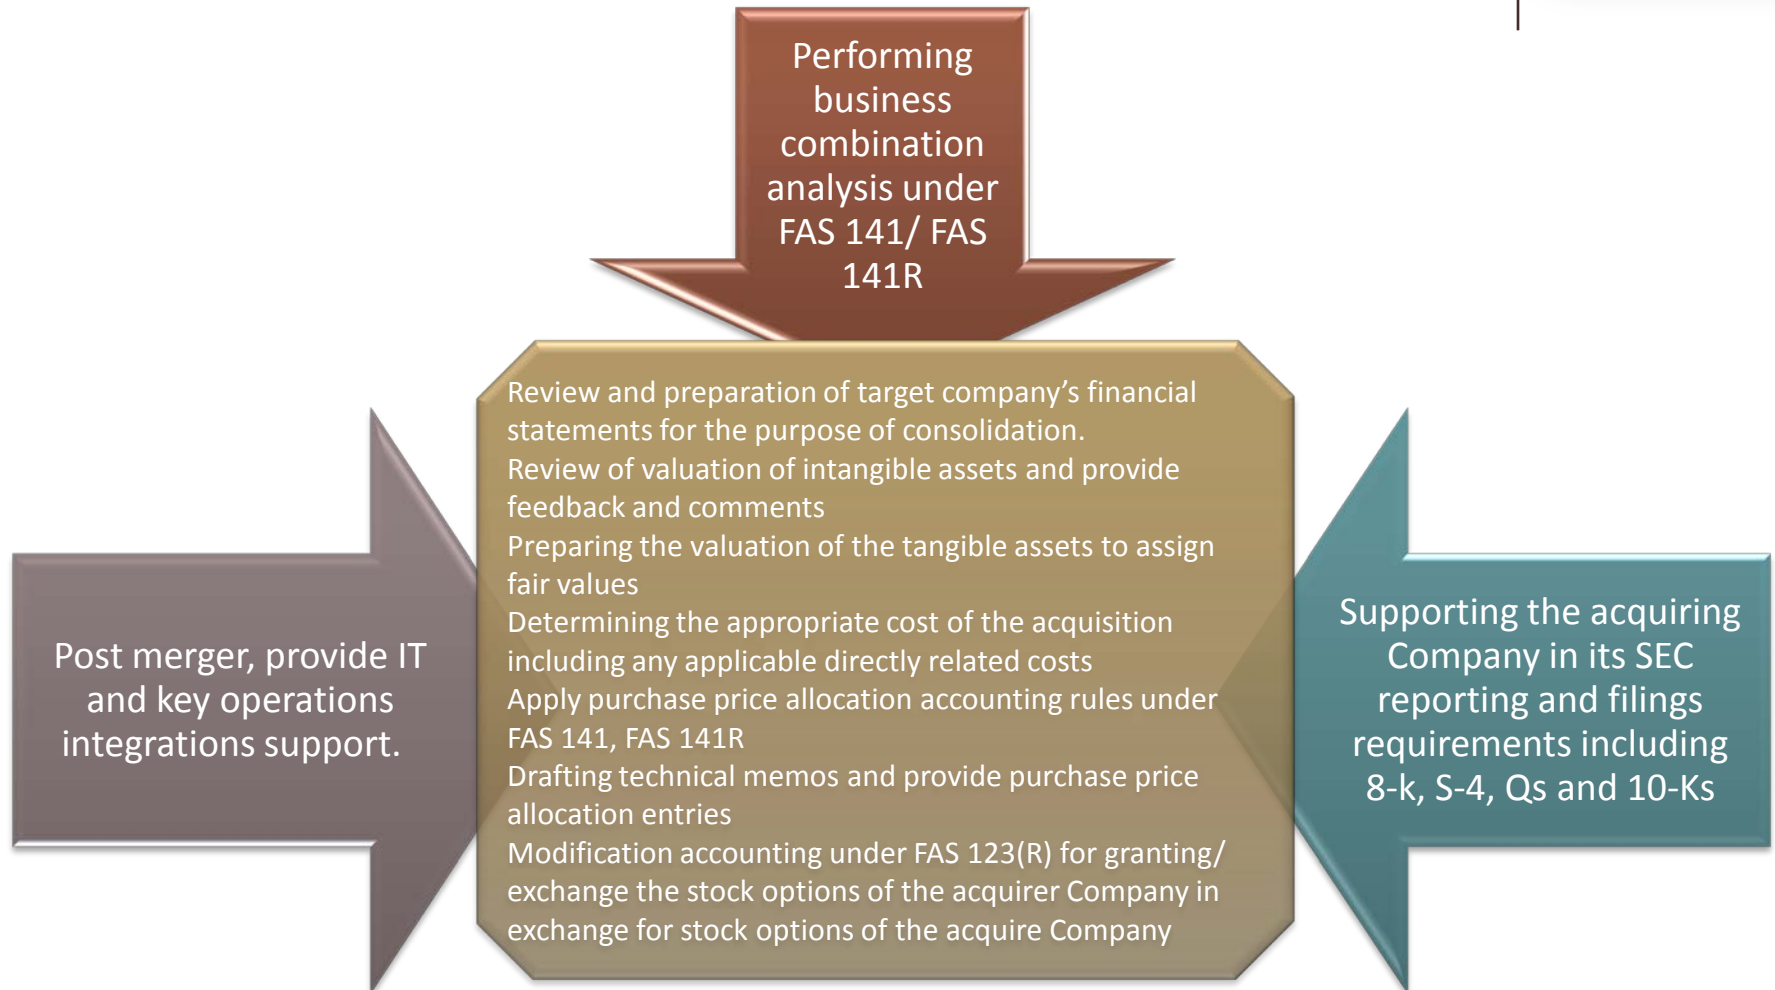 Performing
business
combination
analysis under
FAS 141/ FAS
141R
Review and preparation of target company’s financial
statements for the purpose of consolidation.
Review of valuation of intangible assets and provide
feedback and comments
Preparing the valuation of the tangible assets to assign
fair values
Determining the appropriate cost of the acquisition
including any applicable directly related costs
Apply purchase price allocation accounting rules under
FAS 141, FAS 141R
Drafting technical memos and provide purchase price
allocation entries
Modification accounting under FAS 123(R) for granting/
exchange the stock options of the acquirer Company in
exchange for stock options of the acquire Company
Post merger, provide IT
and key operations
integrations support.
Supporting the acquiring
Company in its SEC
reporting and filings
requirements including
8-k, S-4, Qs and 10-Ks